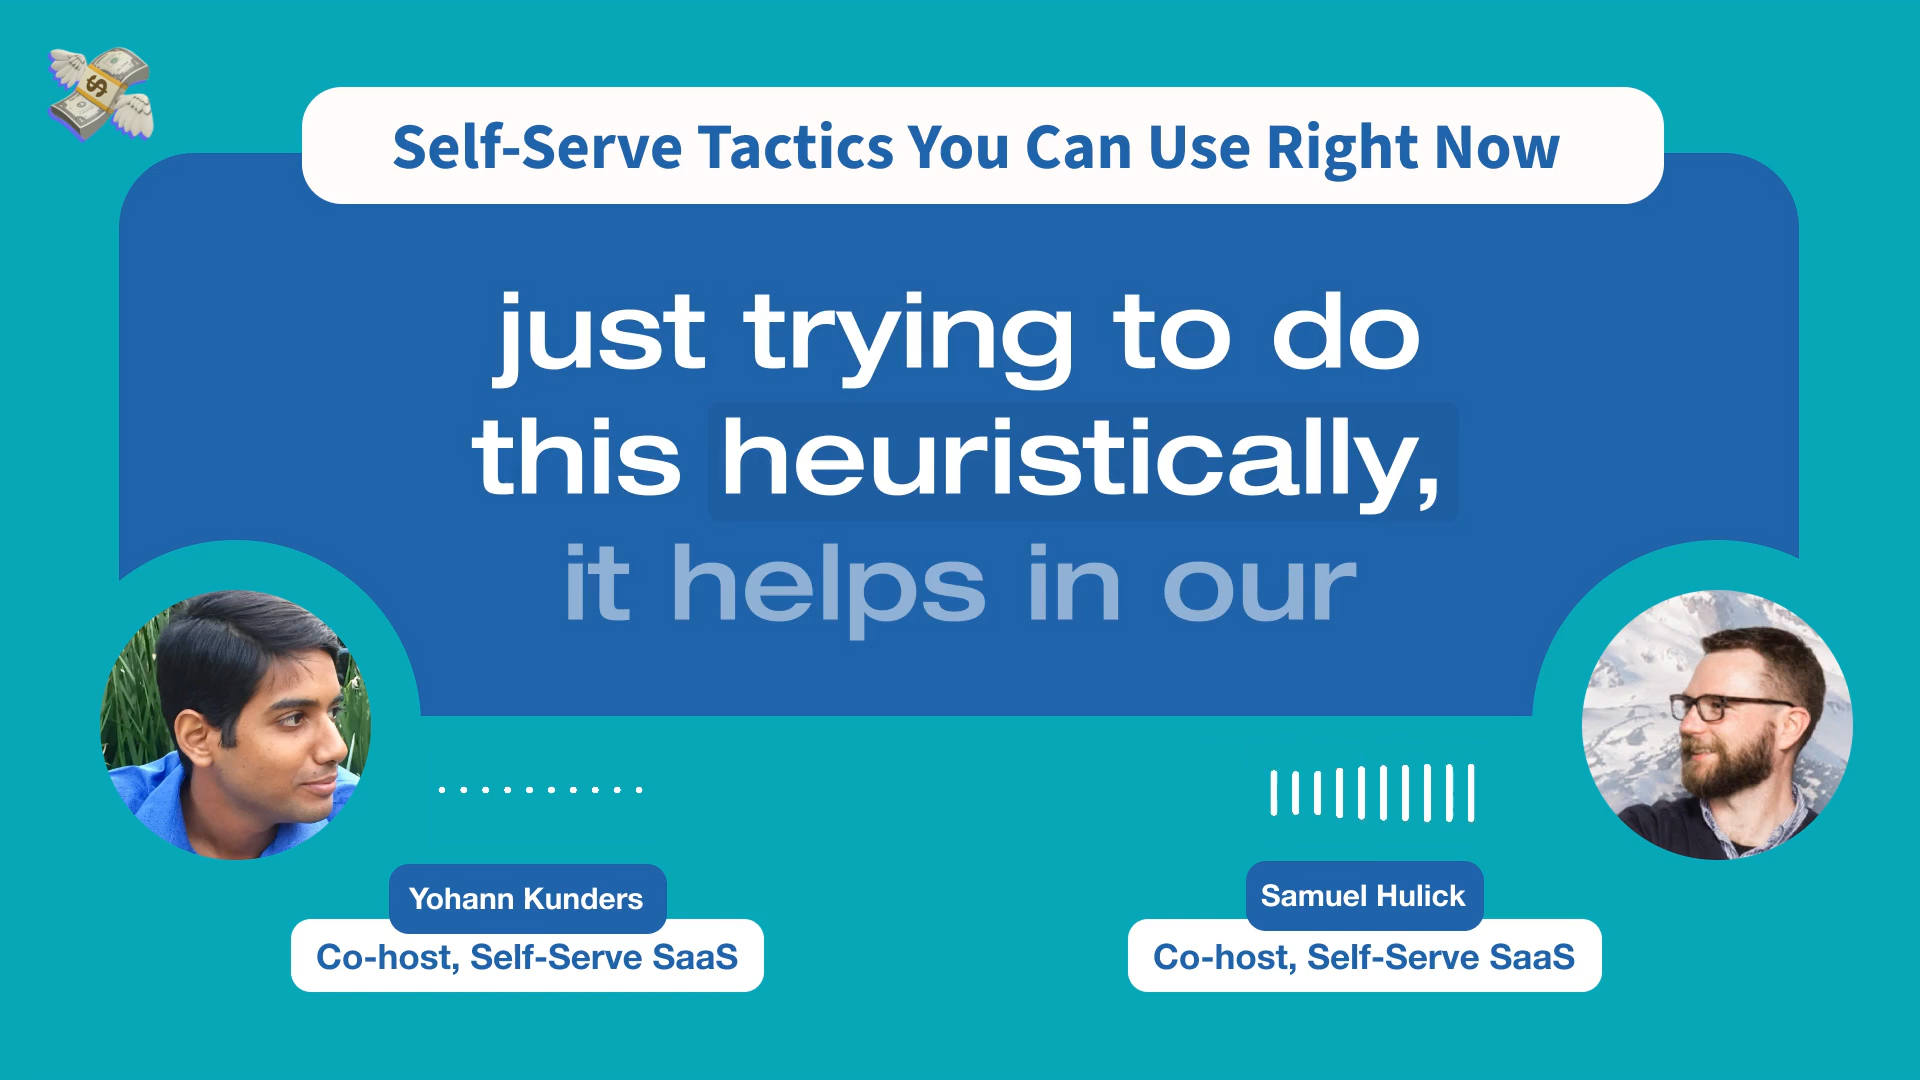 Self-Serve Tactics You Can Use Right Now
just trying to do
this heuristically,
it helps in our
Yohann Kunders
Co-host, Self-Serve SaaS
Samuel Hulick
Co-host, Self-Serve SaaS